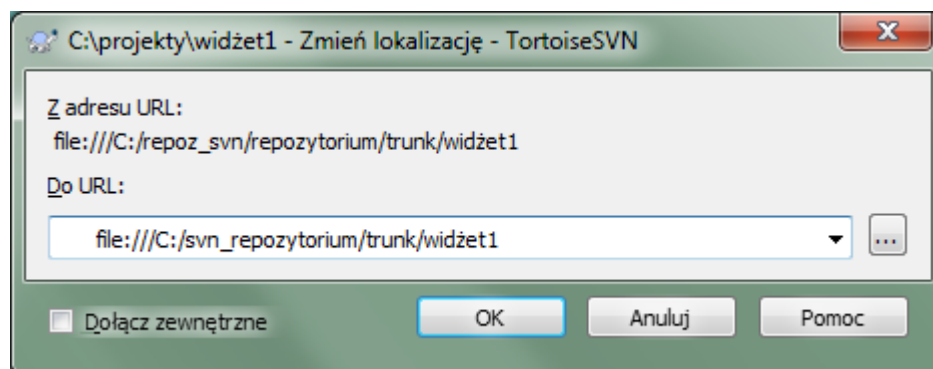 C:\projekty\widżet1 - Zmień lokalizację - TortoiseSVN
Z adresu URL:
file:///C:/repoz_svn/repozytorium/trunk/widżet1
Do URL:
file:///C:/svn_repozytorium/trunk/widżet1
...
Dołącz zewnętrzne OK Anuluj Pomoc